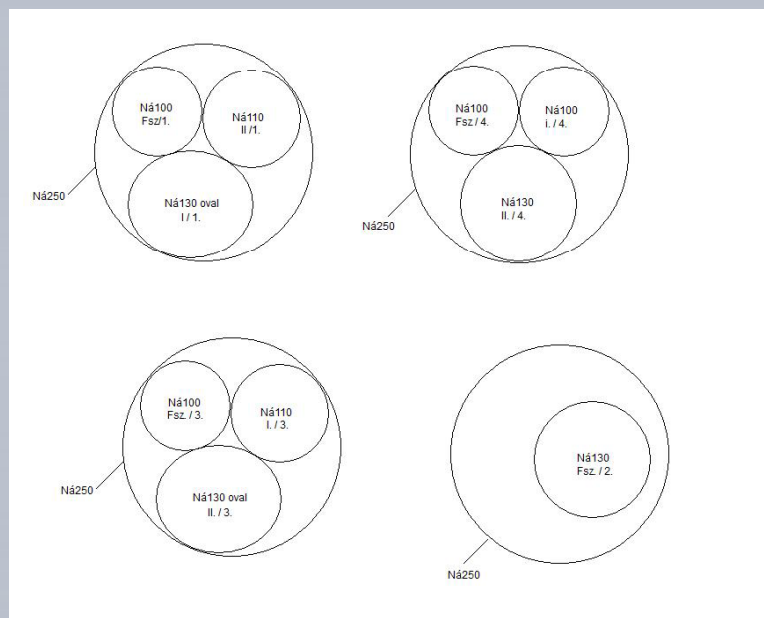 Ná100
Fsz/1.
Ná110
II /1.
Ná130 oval
I / 1.
Ná250
Ná100
Fsz / 4.
Ná100
i. / 4.
Ná130
II. / 4.
Ná250
Ná100
Fsz. / 3.
Ná110
I. / 3.
Ná130 oval
II. / 3.
Ná250
Ná130
Fsz. / 2.
Ná250